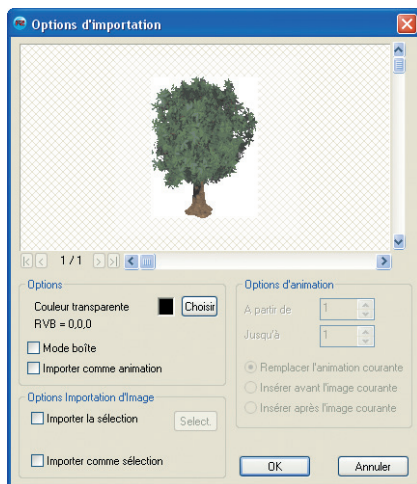 Options d'importation
1 / 1
Options
Couleur transparente
Choisir
RVB = 0,0,0
Mode boîte
Importer comme animation
Options Importation d'Image
Importer la sélection
Select.
Importer comme sélection
Options d'animation
A partir de
1
Jusqu'à
1
Remplacer l'animation courante
Insérer avant l'image courante
Insérer après l'image courante
OK
Annuler